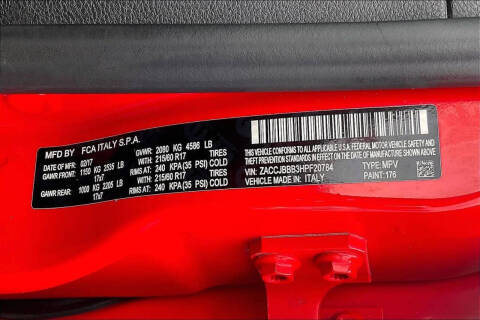 MFD BY FCA ITALY S.P.A.
DATE OF MFR: 02/17 GVWR: 2080 KG 4586 LB
GAWR FRONT: 1150 KG 2535 LB WITH: 215/60 R17 TIRES
17x7 RIMS AT: 240 KPA(35 PSI) COLD
GAWR REAR: 1000 KG 2205 LB WITH: 215/60 R17 TIRES
17x7 RIMS AT: 240 KPA(35 PSI) COLD
THIS VEHICLE CONFORMS TO ALL APPLICABLE U.S.A. FEDERAL MOTOR VEHICLE SAFETY
AND THEFT PREVENTION STANDARDS IN EFFECT ON THE DATE OF MANUFACTURE SHOWN ABOVE.
VIN: ZACCJBBB3HPF20764 TYPE: MPV
VEHICLE MADE IN: ITALY PAINT: 176